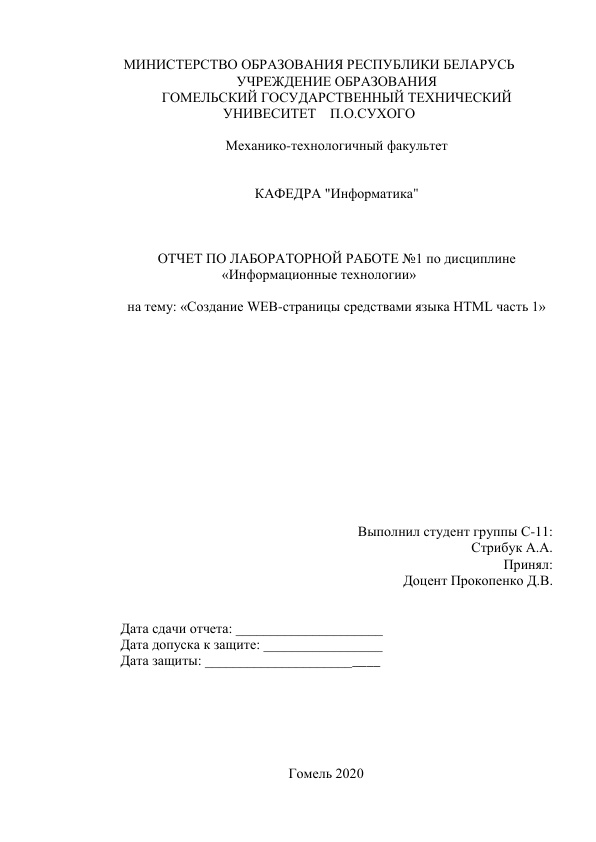 МИНИСТЕРСТВО ОБРАЗОВАНИЯ РЕСПУБЛИКИ БЕЛАРУСЬ
УЧРЕЖДЕНИЕ ОБРАЗОВАНИЯ
ГОМЕЛЬСКИЙ ГОСУДАРСТВЕННЫЙ ТЕХНИЧЕСКИЙ
УНИВЕСИТЕТ П.О.СУХОГО
Механико-технологичный факультет
КАФЕДРА "Информатика"
ОТЧЕТ ПО ЛАБОРАТОРНОЙ РАБОТЕ №1 по дисциплине
«Информационные технологии»
на тему: «Создание WEB-страницы средствами языка HTML часть 1»
Выполнил студент группы С-11:
Стрибук А.А.
Принял:
Доцент Прокопенко Д.В.
Дата сдачи отчета: _____________________
Дата допуска к защите: _________________
Дата защиты: _________________________
Гомель 2020